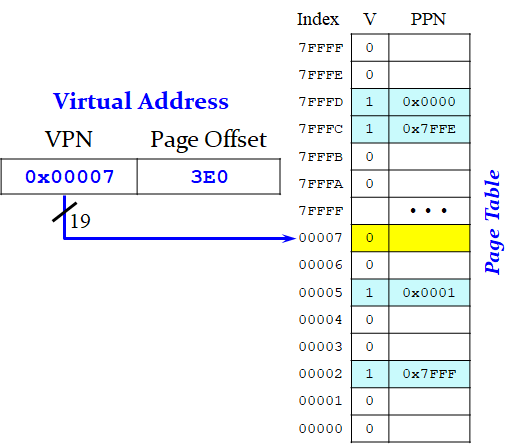 Index V PPN
7FFFF 0
7FFFE 0
7FFFD 1 0x0000
7FFFC 1 0x7FFE
7FFFB 0
7FFFA 0
7FFFF • • •
00007 0
00006 0
00005 1 0x0001
00004 0
00003 0
00002 1 0x7FFF
00001 0
00000 0
Virtual Address
VPN Page Offset
0x00007 3E0
19
Page Table